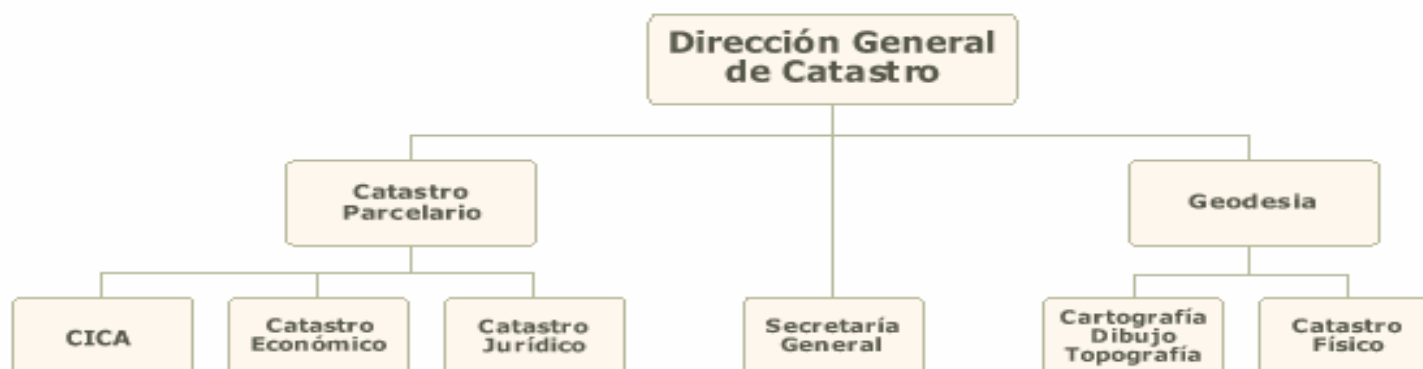 Dirección General
de Catastro
Catastro
Parcelario
Geodesia
CICA
Catastro
Económico
Catastro
Jurídico
Secretaría
General
Cartografía
Dibujo
Topografía
Catastro
Físico